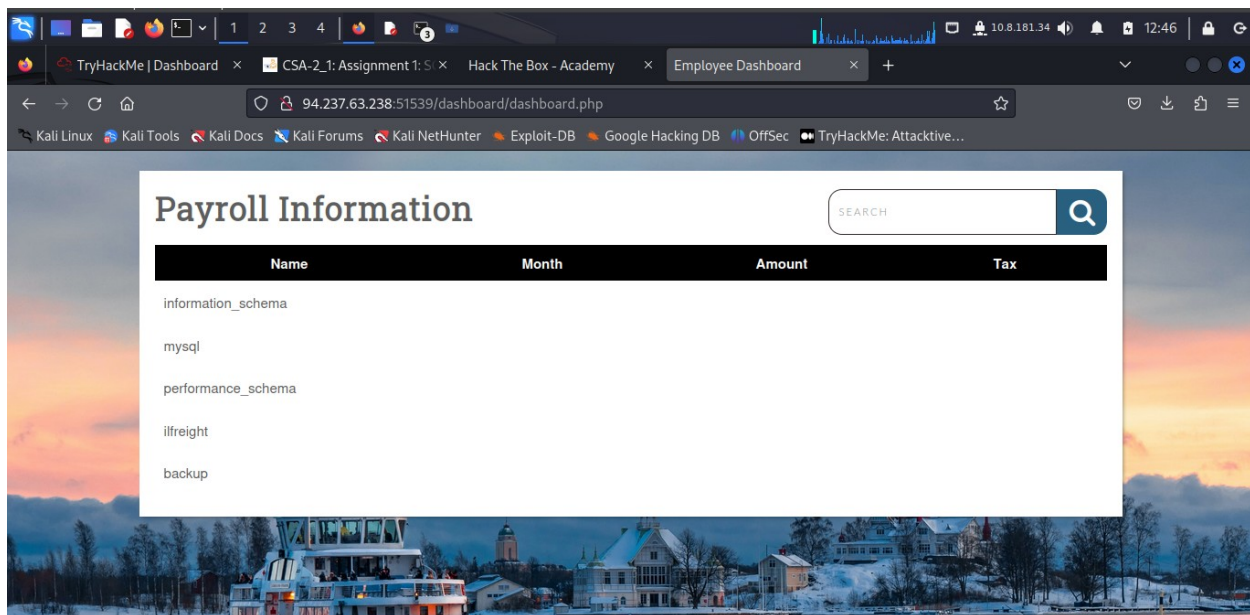 1 2 3 4 3 10.8.181.34 12:46
TryHackMe | Dashboard × CSA-2_1: Assignment 1: S × Hack The Box - Academy × Employee Dashboard × +
94.237.63.238:51539/dashboard/dashboard.php
Kali Linux Kali Tools Kali Docs Kali Forums Kali NetHunter Exploit-DB Google Hacking DB OffSec TryHackMe: Attacktive…
Payroll Information SEARCH
Name Month Amount Tax
information_schema
mysql
performance_schema
ilfreight
backup